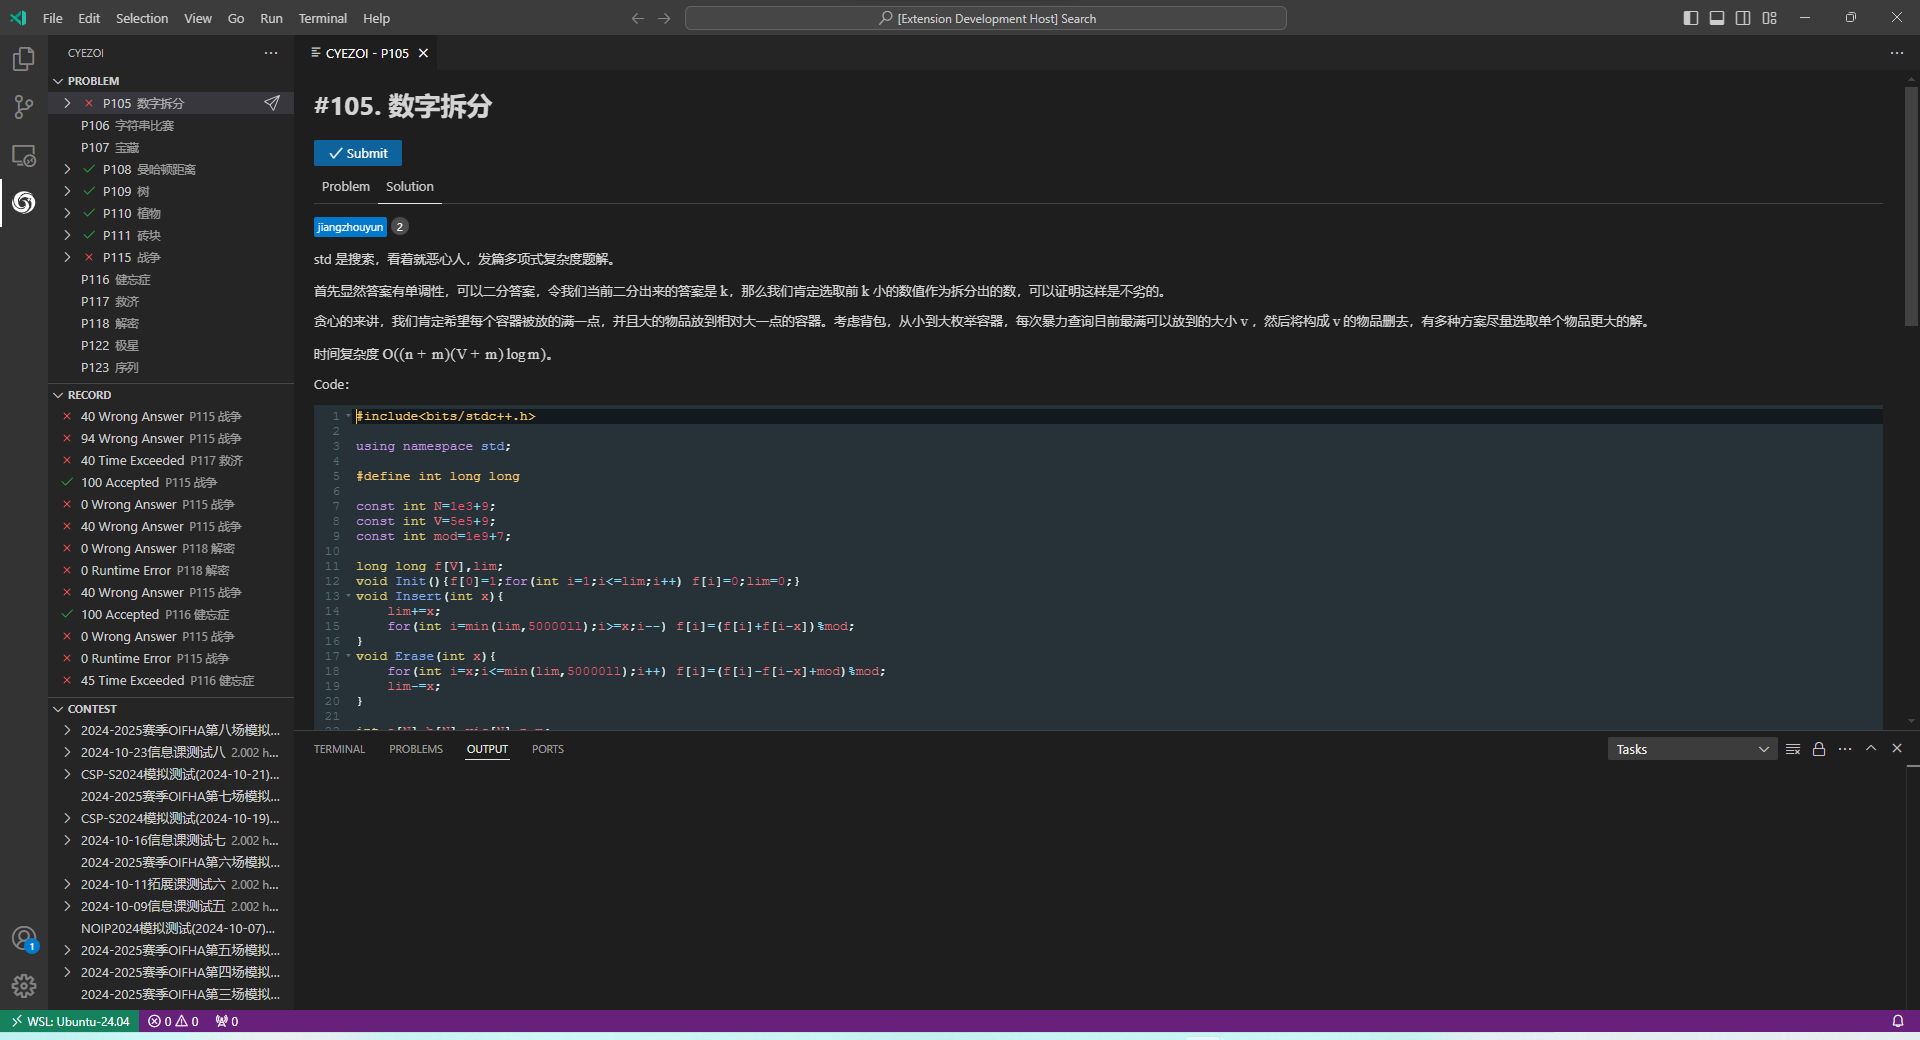 File Edit Selection View Go Run Terminal Help
[Extension Development Host] Search
CYEZOI
PROBLEM
P105 数字拆分
P106 字符串比赛
P107 宝藏
P108 曼哈顿距离
P109 树
P110 植物
P111 砖块
P115 战争
P116 健忘症
P117 救济
P118 解密
P122 极星
P123 序列
RECORD
40 Wrong Answer P115 战争
94 Wrong Answer P115 战争
40 Time Exceeded P117 救济
100 Accepted P115 战争
0 Wrong Answer P115 战争
40 Wrong Answer P115 战争
0 Wrong Answer P118 解密
0 Runtime Error P118 解密
40 Wrong Answer P115 战争
100 Accepted P116 健忘症
0 Wrong Answer P115 战争
0 Runtime Error P115 战争
45 Time Exceeded P116 健忘症
CONTEST
2024-2025赛季OIFHA第八场模拟...
2024-10-23信息课测试八 2.002 h...
CSP-S2024模拟测试(2024-10-21)...
2024-2025赛季OIFHA第七场模拟...
CSP-S2024模拟测试(2024-10-19)...
2024-10-16信息课测试七 2.002 h...
2024-2025赛季OIFHA第六场模拟...
2024-10-11拓展课测试六 2.002 h...
2024-10-09信息课测试五 2.002 h...
NOIP2024模拟测试(2024-10-07)...
2024-2025赛季OIFHA第五场模拟...
2024-2025赛季OIFHA第四场模拟...
2024-2025赛季OIFHA第三场模拟...
CYEZOI - P105
#105. 数字拆分
Submit
Problem Solution
jiangzhouyun 2
std 是搜索，看着就恶心人，发篇多项式复杂度题解。
首先显然答案有单调性，可以二分答案，令我们当前二分出来的答案是 k，那么我们肯定选取前 k 小的数值作为拆分出的数，可以证明这样是不劣的。
贪心的来讲，我们肯定希望每个容器被放的满一点，并且大的物品放到相对大一点的容器。考虑背包，从小到大枚举容器，每次暴力查询目前最满可以放到的大小 v ，然后将构成 v 的物品删去，有多种方案尽量选取单个物品更大的解。
时间复杂度 O((n + m)(V + m) log m)。
Code:
1 #include<bits/stdc++.h>
2
3 using namespace std;
4
5 #define int long long
6
7 const int N=1e3+9;
8 const int V=5e5+9;
9 const int mod=1e9+7;
10
11 long long f[V],lim;
12 void Init(){f[0]=1;for(int i=1;i<=lim;i++) f[i]=0;lim=0;}
13 void Insert(int x){
14 lim+=x;
15 for(int i=min(lim,500000ll);i>=x;i--) f[i]=(f[i]+f[i-x])%mod;
16 }
17 void Erase(int x){
18 for(int i=x;i<=min(lim,500000ll);i++) f[i]=(f[i]-f[i-x]+mod)%mod;
19 lim-=x;
20 }
21
TERMINAL PROBLEMS OUTPUT PORTS
Tasks
1
WSL: Ubuntu-24.04 0 0 0